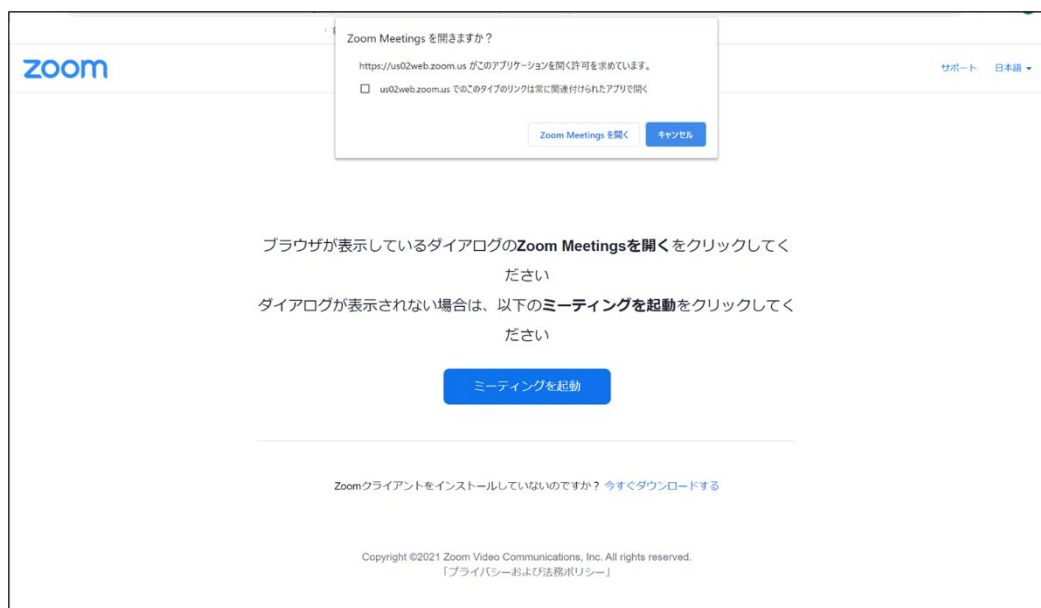 Zoom Meetings を開きますか？
https://us02web.zoom.us がこのアプリケーションを開く許可を求めています。
us02web.zoom.us でのこのタイプのリンクは常に関連付けられたアプリで開く
Zoom Meetings を開く キャンセル
zoom
サポート 日本語
ブラウザが表示しているダイアログのZoom Meetingsを開くをクリックしてく
ださい
ダイアログが表示されない場合は、以下のミーティングを起動をクリックしてく
ださい
ミーティングを起動
Zoomクライアントをインストールしていないのですか？ 今すぐダウンロードする
Copyright ©2021 Zoom Video Communications, Inc. All rights reserved.
「プライバシーおよび法務ポリシー」